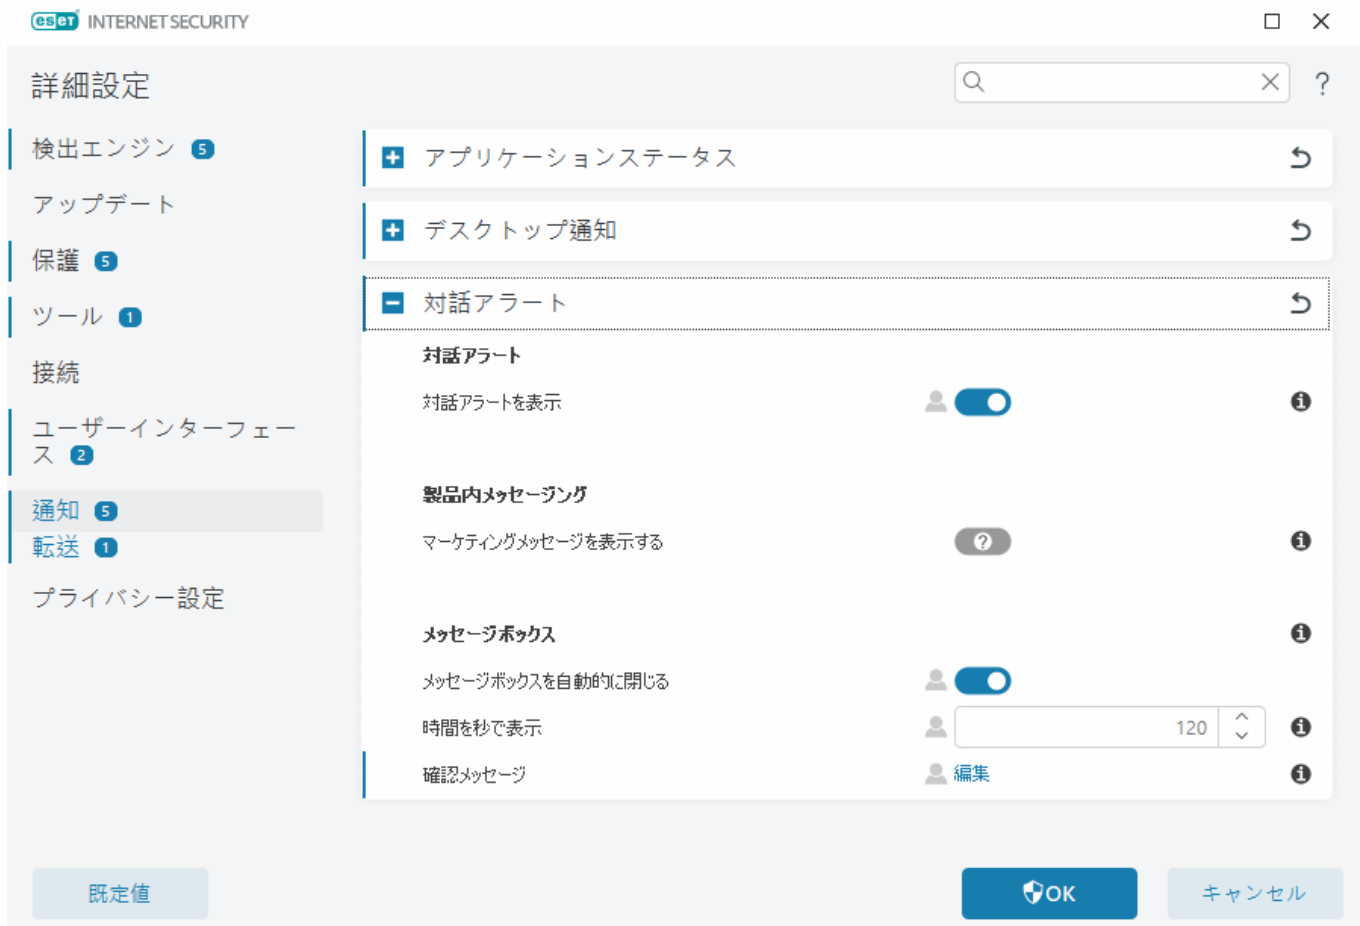 eseT INTERNET SECURITY
詳細設定
?
検出エンジン 5
アップデート
保護 5
ツール 1
接続
ユーザーインターフェー
ス 2
通知 5
転送 1
プライバシー設定
アプリケーションステータス
デスクトップ通知
対話アラート
対話アラート
対話アラートを表示
製品内メッセージング
マーケティングメッセージを表示する ?
メッセージボックス
メッセージボックスを自動的に閉じる
時間を秒で表示 120
確認メッセージ 編集
既定値 OK キャンセル